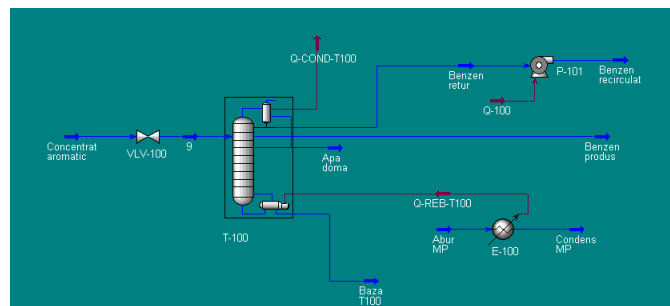 Q-COND-T100
Benzen
retur
P-101
Benzen
recirculat
Q-100
Concentrat
aromatic
VLV-100
9
Apa
doma
Benzen
produs
T-100
Q-REB-T100
Abur
MP
E-100
Condens
MP
Baza
T100